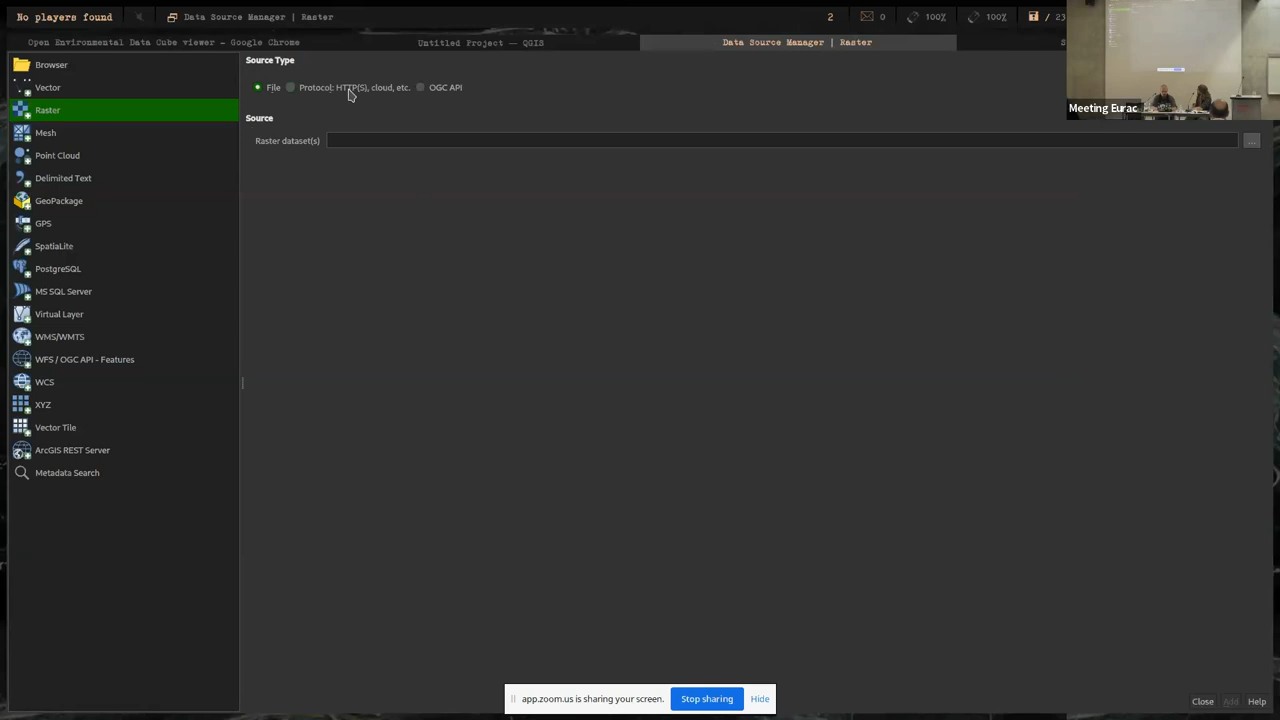 No players found
Data Source Manager | Raster
2
0
100%
100%
/ 23
Open Environmental Data Cube viewer - Google Chrome
Untitled Project — QGIS
Data Source Manager | Raster
S
Meeting Eurac
Browser
Vector
Raster
Mesh
Point Cloud
Delimited Text
GeoPackage
GPS
SpatiaLite
PostgreSQL
MS SQL Server
Virtual Layer
WMS/WMTS
WFS / OGC API - Features
WCS
XYZ
Vector Tile
ArcGIS REST Server
Metadata Search
Source Type
File
Protocol: HTTP(S), cloud, etc.
OGC API
Source
Raster dataset(s)
...
app.zoom.us is sharing your screen.
Stop sharing
Hide
Close
Add
Help